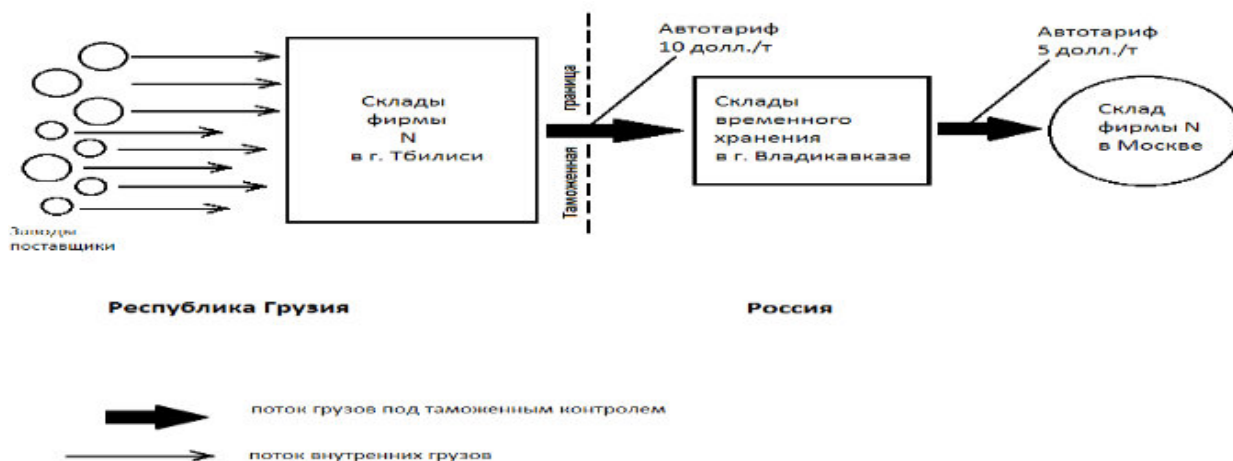 Автотариф
10 долл./т
Автотариф
5 долл./т
Склады
фирмы
N
в г. Тбилиси
граница
Таможенная
Склады
временного
хранения
в г. Владикавказе
Склад
фирмы N
в Москве
Заводы
поставщики
Республика Грузия
Россия
поток грузов под таможенным контролем
поток внутренних грузов